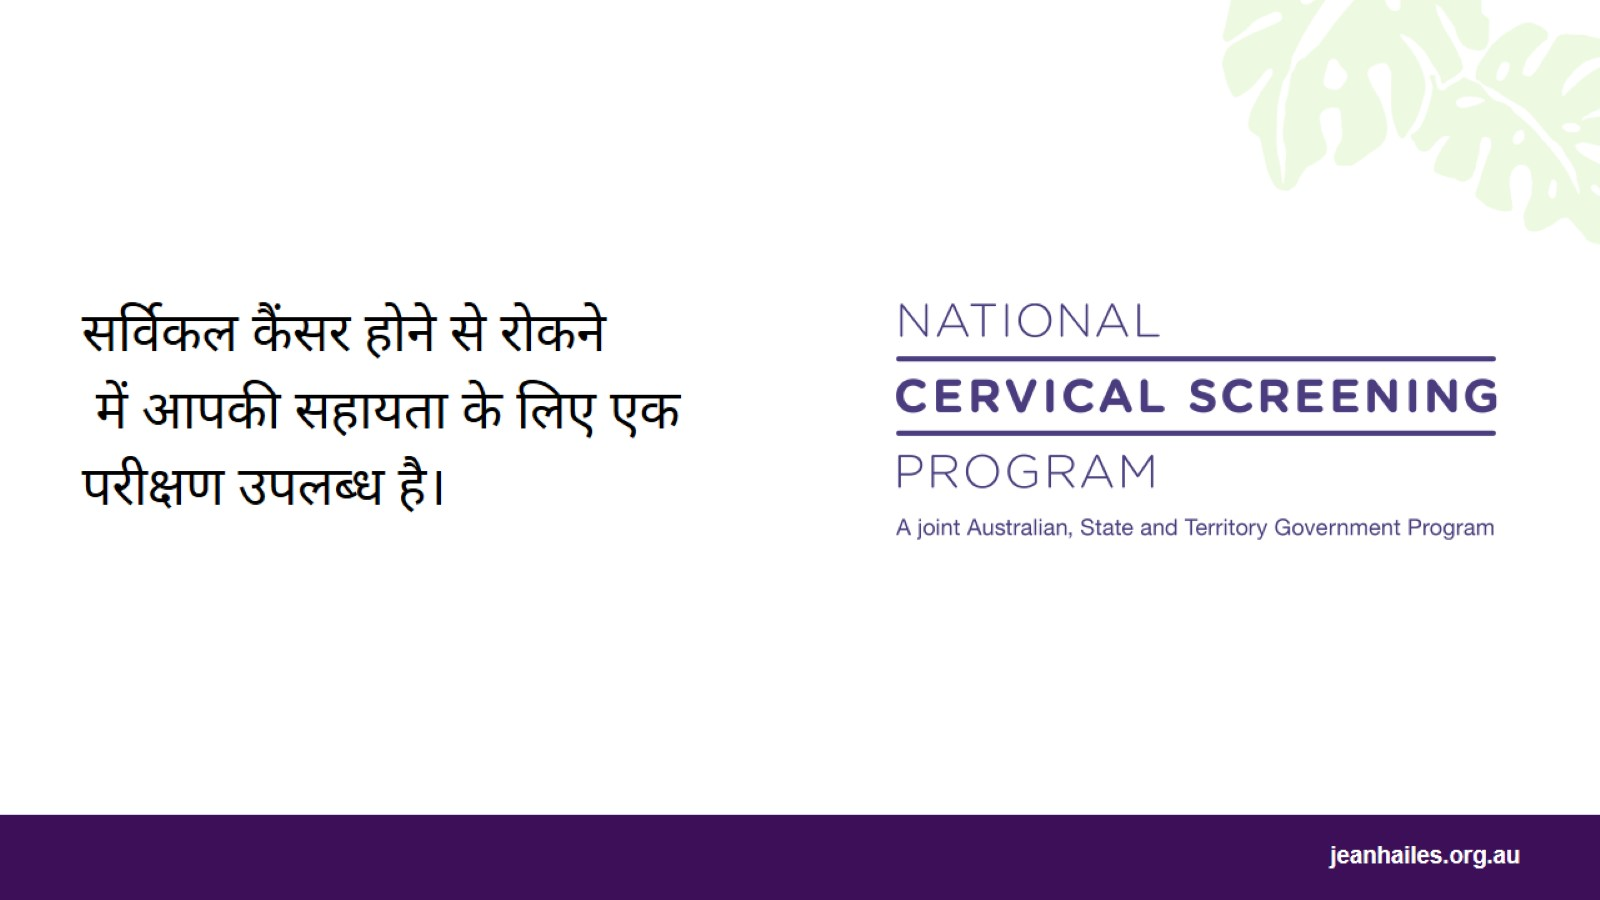 सर्विकल कैंसर होने से रोकने
में आपकी सहायता के लिए एक
परीक्षण उपलब्ध है।
NATIONAL
CERVICAL SCREENING
PROGRAM
A joint Australian, State and Territory Government Program
jeanhailes.org.au